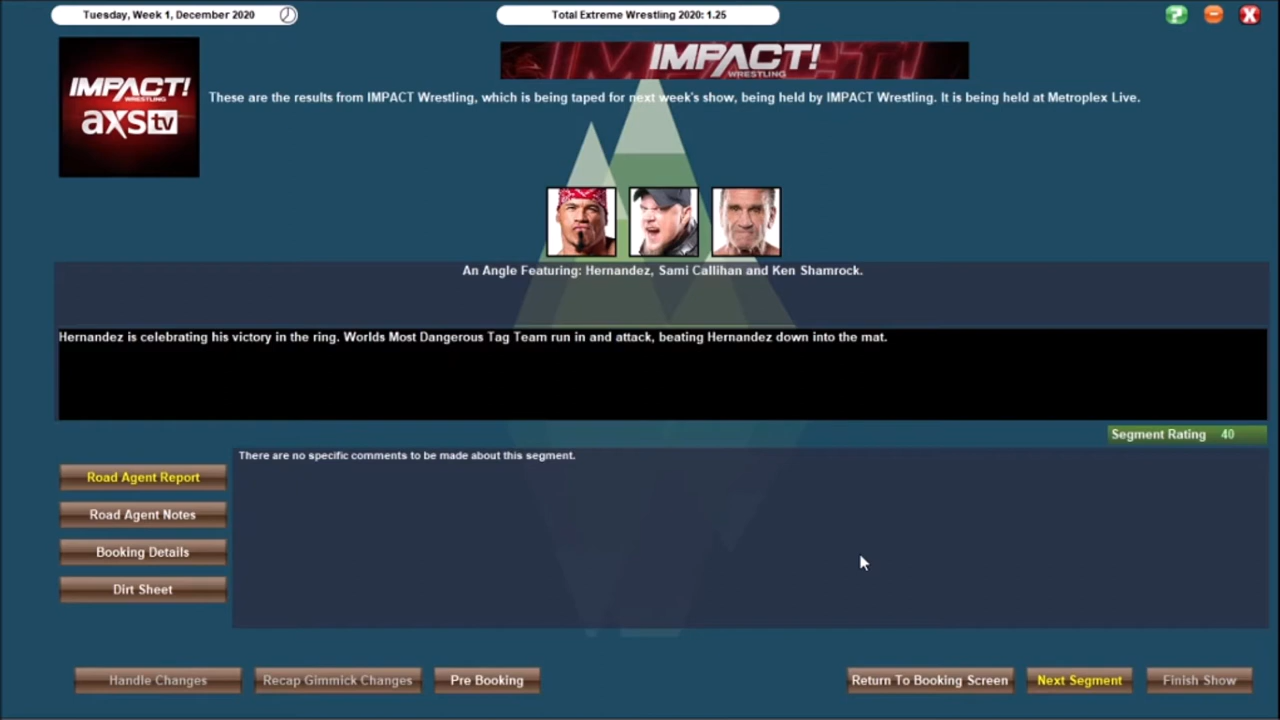 Tuesday, Week 1, December 2020
Total Extreme Wrestling 2020: 1.25
?
IMPACT!
WRESTLING
axs tv
IMPACT!
WRESTLING
These are the results from IMPACT Wrestling, which is being taped for next week's show, being held by IMPACT Wrestling. It is being held at Metroplex Live.
An Angle Featuring: Hernandez, Sami Callihan and Ken Shamrock.
Hernandez is celebrating his victory in the ring. Worlds Most Dangerous Tag Team run in and attack, beating Hernandez down into the mat.
Segment Rating 40
There are no specific comments to be made about this segment.
Road Agent Report
Road Agent Notes
Booking Details
Dirt Sheet
Handle Changes
Recap Gimmick Changes
Pre Booking
Return To Booking Screen
Next Segment
Finish Show